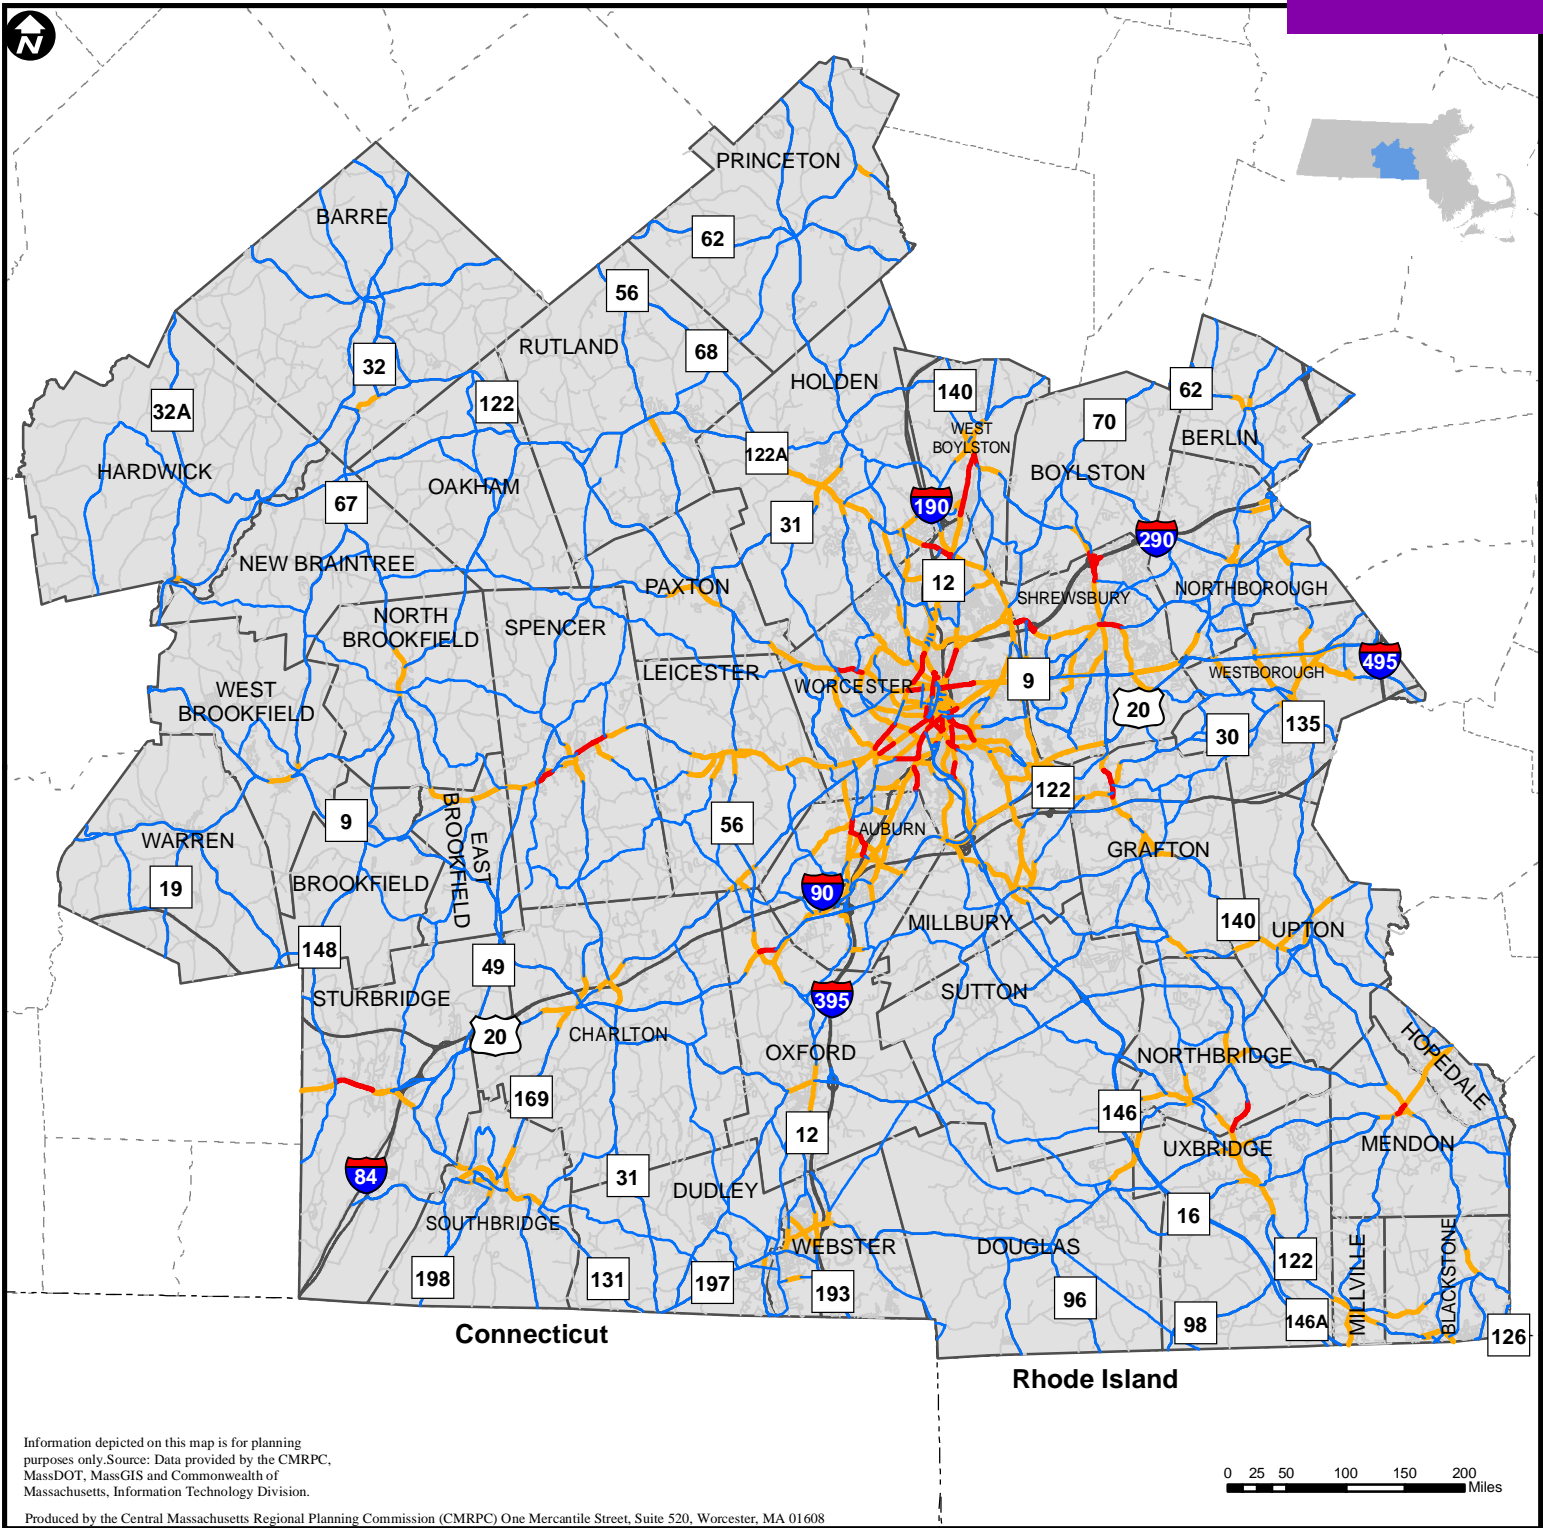 N
PRINCETON
BARRE
62
56
RUTLAND
68
32
HOLDEN
140
62
32A
122
70
WEST
BOYLSTON
BERLIN
122A
HARDWICK
BOYLSTON
OAKHAM
67
190
31
290
NEW BRAINTREE
12
PAXTON
NORTHBOROUGH
SHREWSBURY
NORTH
BROOKFIELD
SPENCER
495
LEICESTER
WESTBOROUGH
9
WORCESTER
WEST
BROOKFIELD
20
135
30
122
9
56
EAST
BROOKFIELD
AUBURN
WARREN
GRAFTON
19
BROOKFIELD
90
140
MILLBURY
UPTON
148
49
STURBRIDGE
395
SUTTON
20
CHARLTON
OXFORD
NORTHBRIDGE
HOPEDALE
169
146
12
UXBRIDGE
MENDON
84
31
DUDLEY
16
SOUTHBRIDGE
WEBSTER
DOUGLAS
122
MILLVILLE
BLACKSTONE
198
131
197
193
96
98
146A
126
Connecticut
Rhode Island
Information depicted on this map is for planning
purposes only.Source: Data provided by the CMRPC,
MassDOT, MassGIS and Commonwealth of
Massachusetts, Information Technology Division.
0 25 50 100 150 200
Miles
Produced by the Central Massachusetts Regional Planning Commission (CMRPC) One Mercantile Street, Suite 520, Worcester, MA 01608